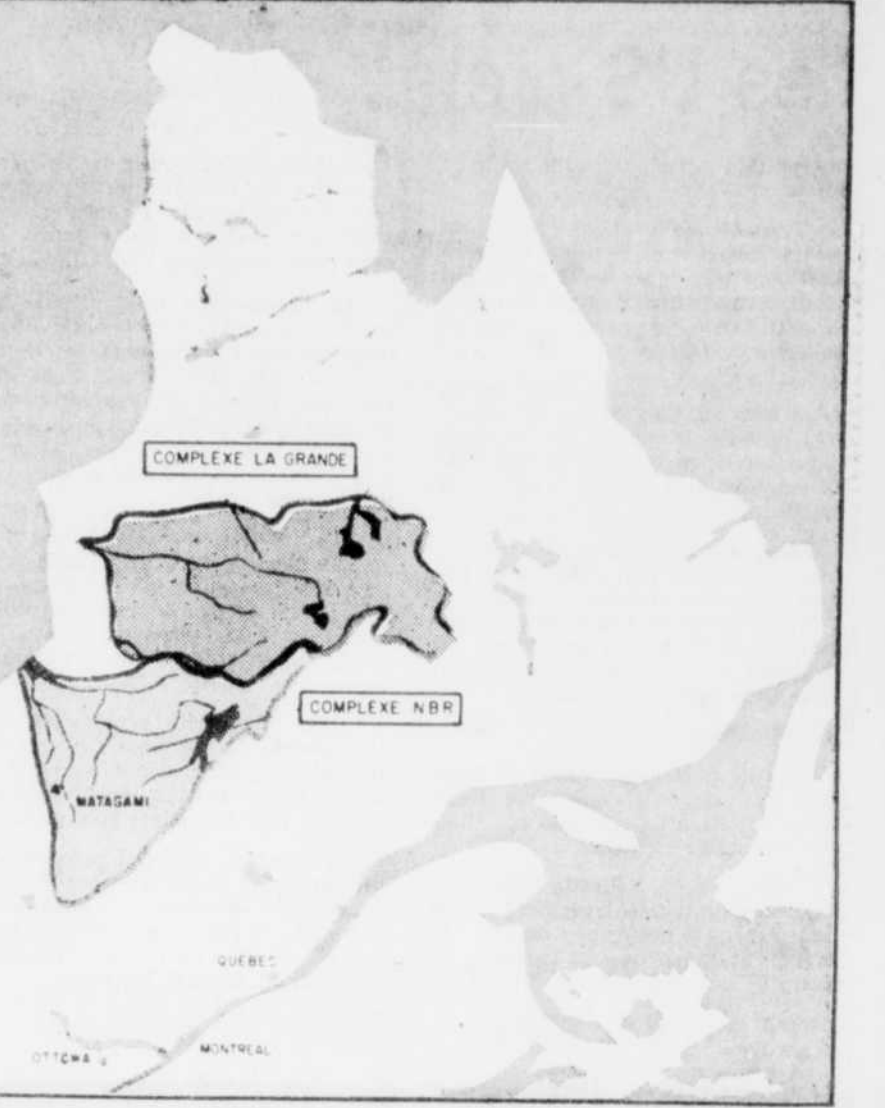 COMPLEXE LA GRANDE
COMPLEXE NBR
MATAGAMI
QUEBEC
MONTREAL
OTTAWA